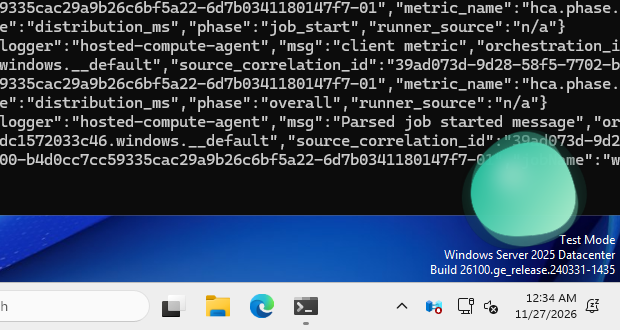 9335cac29a9b26c6bf5a22-6d7b0341180147f7-01","metric_name":"hca.phase.
e":"distribution_ms","phase":"job_start","runner_source":"n/a"}
logger":"hosted-compute-agent","msg":"client metric","orchestration_i
windows.__default","source_correlation_id":"39ad073d-9d28-58f5-7702-b
9335cac29a9b26c6bf5a22-6d7b0341180147f7-01","metric_name":"hca.phase.
e":"distribution_ms","phase":"overall","runner_source":"n/a"}
logger":"hosted-compute-agent","msg":"Parsed job started message","or
dc1572033c46.windows.__default","source_correlation_id":"39ad073d-9d2
00-b4d0cc7cc59335cac29a9b26c6bf5a22-6d7b0341180147f7-0 name":"w
Test Mode
Windows Server 2025 Datacenter
Build 26100.ge_release.240331-1435
h
12:34 AM
11/27/2026